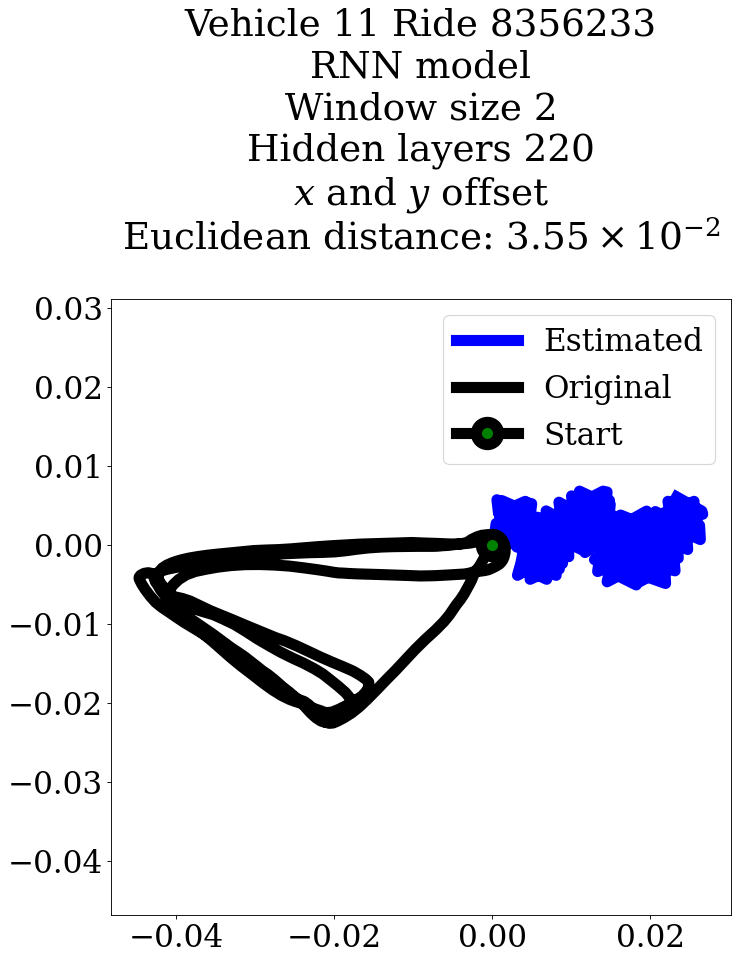 Vehicle 11 Ride 8356233
RNN model
Window size 2
Hidden layers 220
x and y offset
Euclidean distance: 3.55 × 10⁻²
Estimated
Original
Start
0.03
0.02
0.01
0.00
−0.01
−0.02
−0.03
−0.04
−0.04 −0.02 0.00 0.02